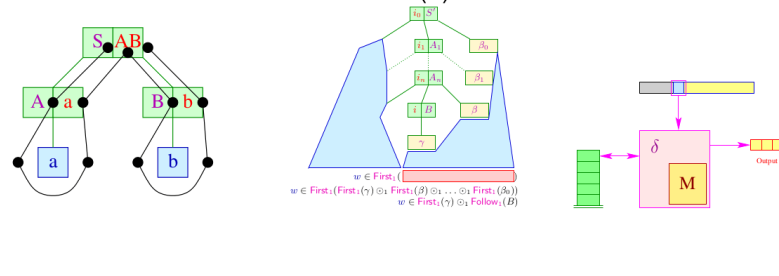 S AB
A a
B b
a
b
i₀ S′
i₁ A₁
β₀
iₙ Aₙ
β₁
i B
β
γ
w ∈ First₁( )
w ∈ First₁(First₁(γ) ⊙₁ First₁(β) ⊙₁ … ⊙₁ First₁(β₀))
w ∈ First₁(γ) ⊙₁ Follow₁(B)
δ
M
Output